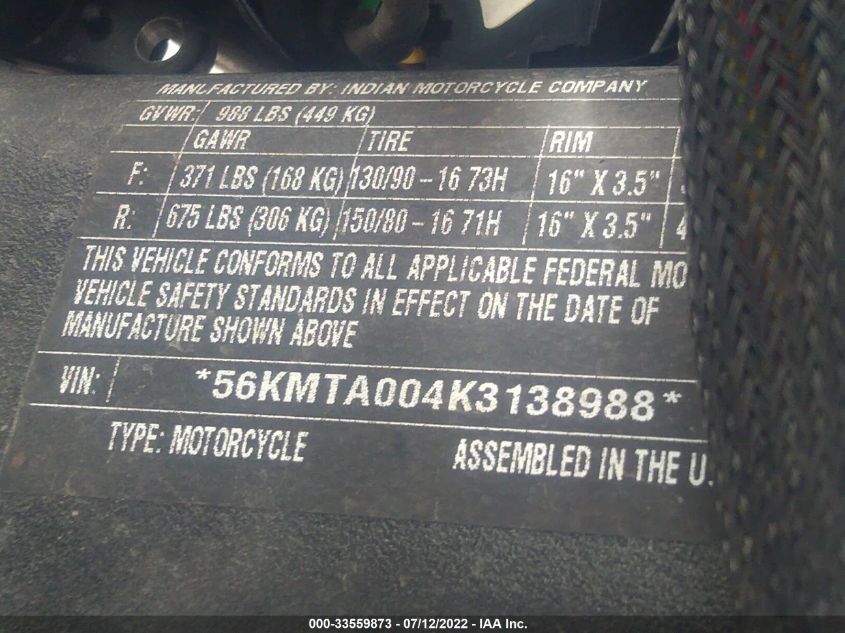 MANUFACTURED BY: INDIAN MOTORCYCLE COMPANY
GVWR: 988 LBS (449 KG)
GAWR TIRE RIM
F: 371 LBS (168 KG) 130/90 – 16 73H 16" X 3.5"
R: 675 LBS (306 KG) 150/80 – 16 71H 16" X 3.5" 4
THIS VEHICLE CONFORMS TO ALL APPLICABLE FEDERAL MO
VEHICLE SAFETY STANDARDS IN EFFECT ON THE DATE OF
MANUFACTURE SHOWN ABOVE
VIN: *56KMTA004K3138988*
TYPE: MOTORCYCLE ASSEMBLED IN THE U.
000-33559873 - 07/12/2022 - IAA Inc.